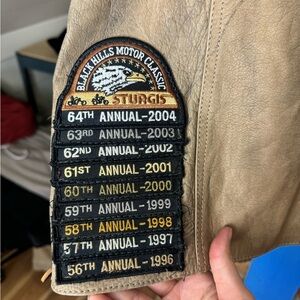 BLACK HILLS MOTOR CLASSIC
STURGIS
64TH ANNUAL-2004
63RD ANNUAL-2003
62ND ANNUAL-2002
61ST ANNUAL-2001
60TH ANNUAL-2000
59TH ANNUAL-1999
58TH ANNUAL-1998
57TH ANNUAL-1997
56TH ANNUAL-1996